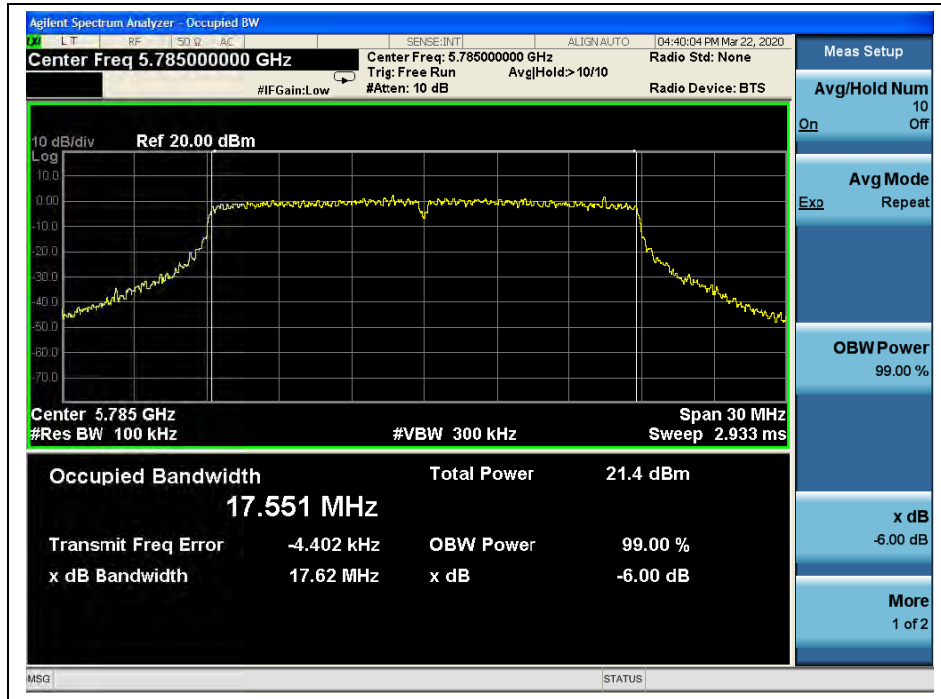 Agilent Spectrum Analyzer - Occupied BW
LXI LT RF 50 Ω AC SENSE:INT ALIGN AUTO 04:40:04 PM Mar 22, 2020
Center Freq 5.785000000 GHz
Center Freq: 5.785000000 GHz
Radio Std: None
Trig: Free Run Avg|Hold:>10/10
#IFGain:Low #Atten: 10 dB Radio Device: BTS
10 dB/div Ref 20.00 dBm
Log
10.0
0.00
-10.0
-20.0
-30.0
-40.0
-50.0
-60.0
-70.0
Center 5.785 GHz Span 30 MHz
#Res BW 100 kHz #VBW 300 kHz Sweep 2.933 ms
Occupied Bandwidth Total Power 21.4 dBm
17.551 MHz
Transmit Freq Error -4.402 kHz OBW Power 99.00 %
x dB Bandwidth 17.62 MHz x dB -6.00 dB
MSG STATUS
Meas Setup
Avg/Hold Num
10
On Off
Avg Mode
Exp Repeat
OBW Power
99.00 %
x dB
-6.00 dB
More
1 of 2